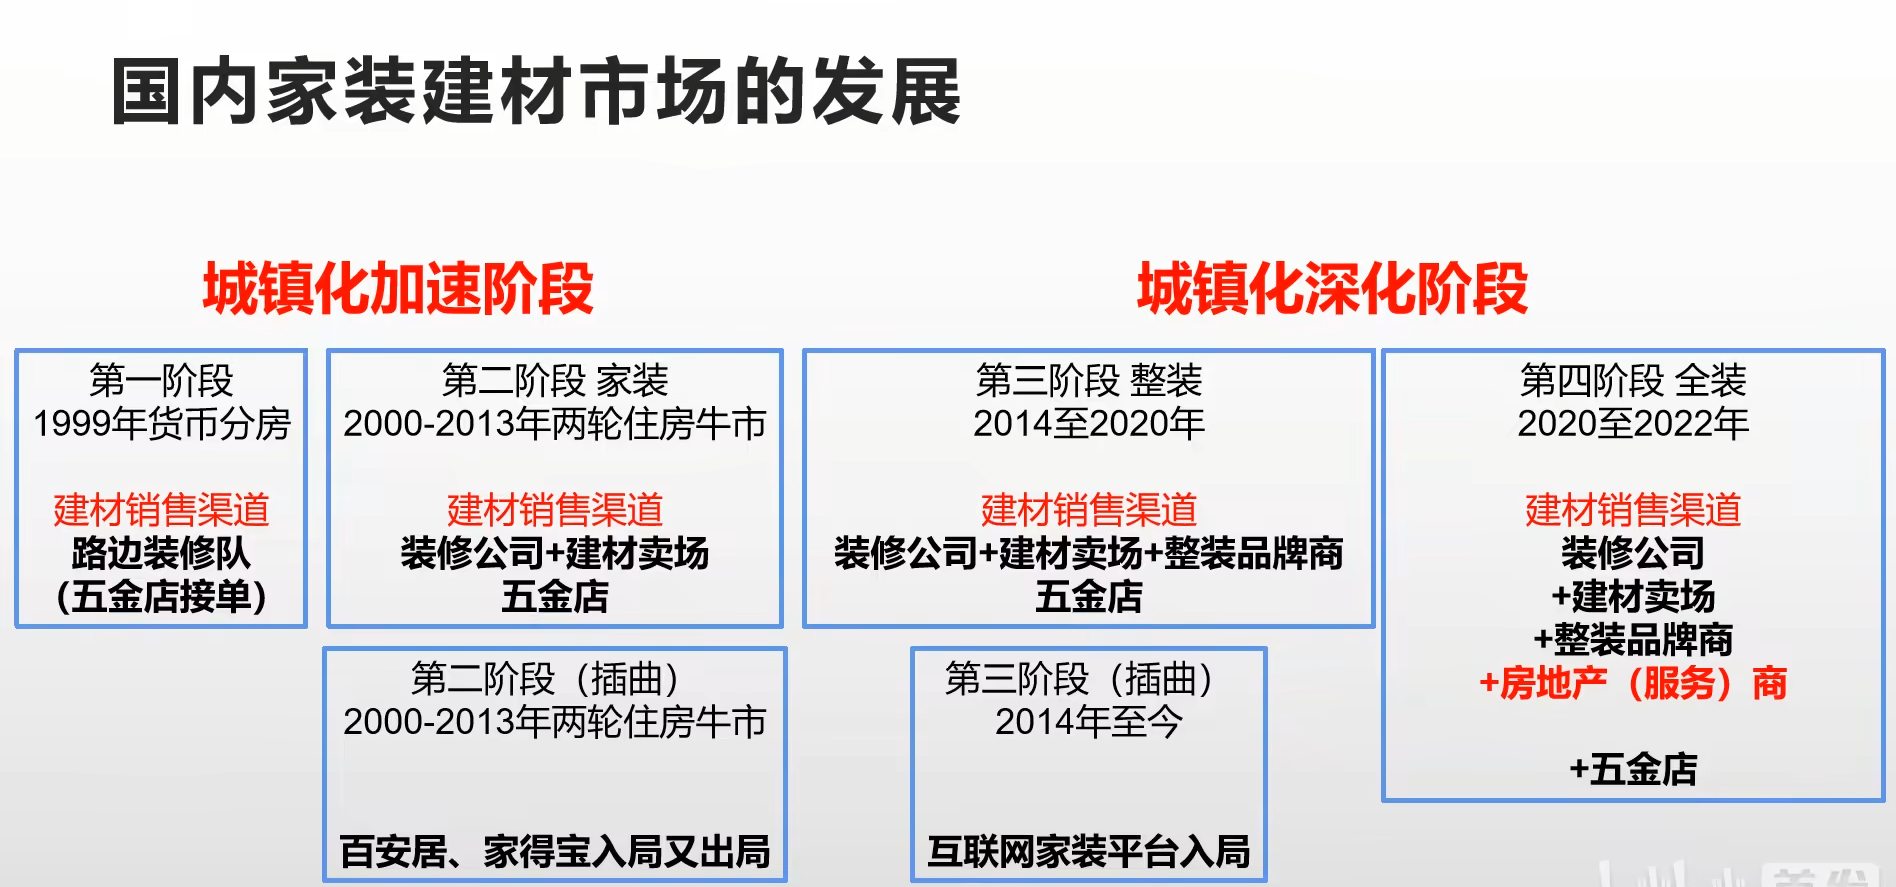 国内家装建材市场的发展
城镇化加速阶段
城镇化深化阶段
第一阶段
1999年货币分房
建材销售渠道
路边装修队
（五金店接单）
第二阶段 家装
2000-2013年两轮住房牛市
建材销售渠道
装修公司+建材卖场
五金店
第三阶段 整装
2014至2020年
建材销售渠道
装修公司+建材卖场+整装品牌商
五金店
第四阶段 全装
2020至2022年
建材销售渠道
装修公司
+建材卖场
+整装品牌商
+房地产（服务）商
+五金店
第二阶段（插曲）
2000-2013年两轮住房牛市
百安居、家得宝入局又出局
第三阶段（插曲）
2014年至今
互联网家装平台入局